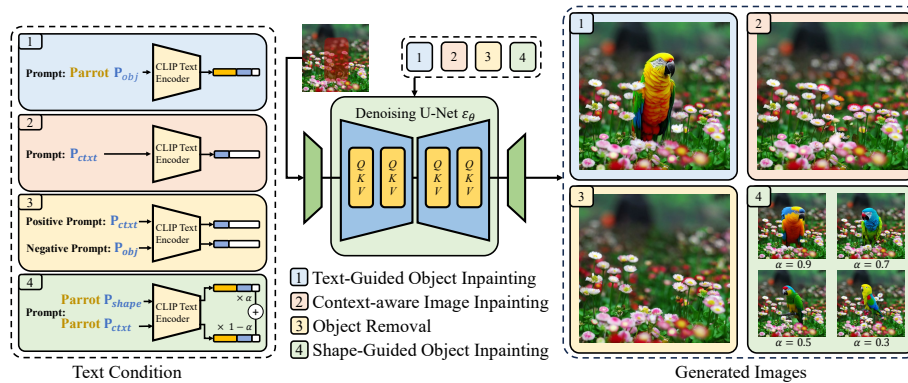 1
Prompt: Parrot P_obj
CLIP Text
Encoder
2
Prompt: P_ctxt
CLIP Text
Encoder
3
Positive Prompt: P_ctxt
Negative Prompt: P_obj
CLIP Text
Encoder
4
Parrot P_shape
Prompt:
Parrot P_ctxt
CLIP Text
Encoder
× α
+
× 1 − α
Text Condition
1 2 3 4
Denoising U-Net ε_θ
Q Q Q Q
K K K K
V V V V
1 Text-Guided Object Inpainting
2 Context-aware Image Inpainting
3 Object Removal
4 Shape-Guided Object Inpainting
1
2
3
4
α = 0.9 α = 0.7
α = 0.5 α = 0.3
Generated Images